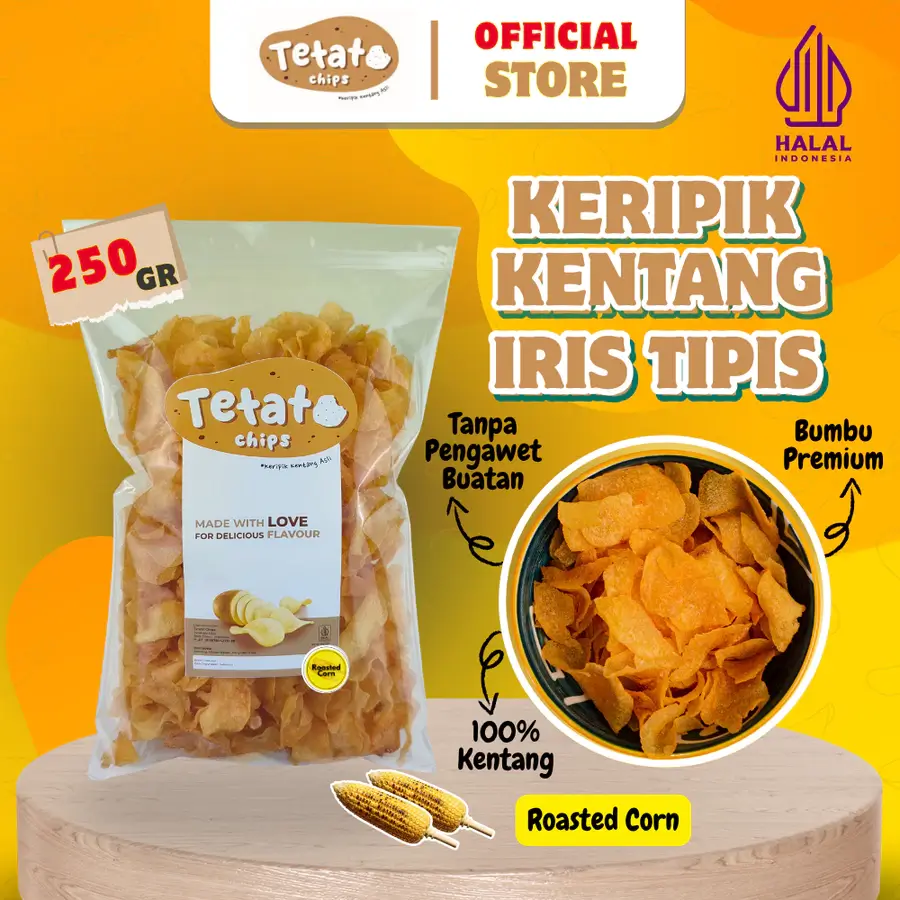 Tetato
chips
#keripik kentang Asli
OFFICIAL
STORE
HALAL
INDONESIA
250 GR
KERIPIK
KENTANG
IRIS TIPIS
Tetato
chips
#keripik kentang Asli
MADE WITH LOVE
FOR DELICIOUS FLAVOUR
Roasted
Corn
Tanpa
Pengawet
Buatan
Bumbu
Premium
100%
Kentang
Roasted Corn